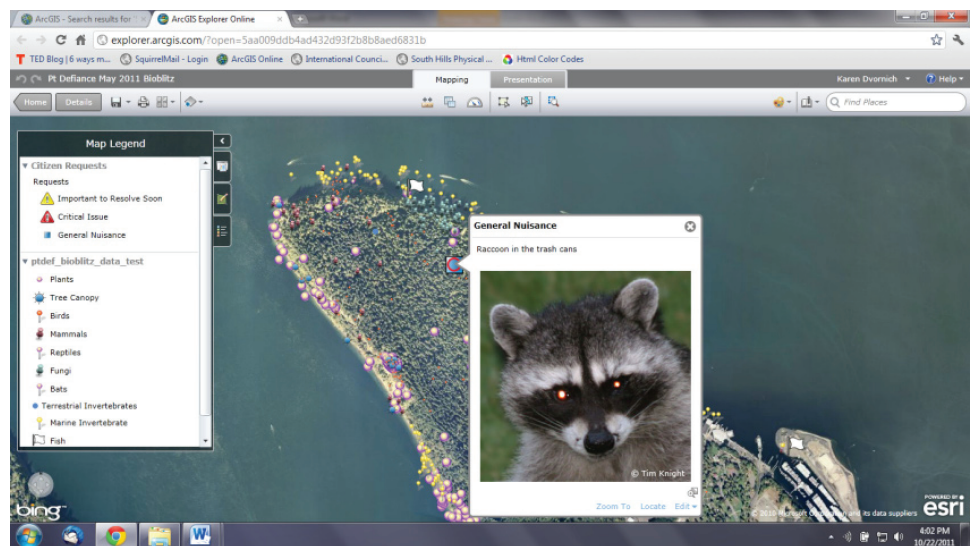 ArcGIS - Search results for
ArcGIS Explorer Online
explorer.arcgis.com/?open=5aa009ddb4ad432d93f2b8b8aed6831b
TED Blog | 6 ways m...
SquirrelMail - Login
ArcGIS Online
International Counci...
South Hills Physical ...
Html Color Codes
Pt Defiance May 2011 Bioblitz
Mapping
Presentation
Karen Dvornich
Help
Home
Details
Find Places
Map Legend
Citizen Requests
Requests
Important to Resolve Soon
Critical Issue
General Nuisance
ptdef_bioblitz_data_test
Plants
Tree Canopy
Birds
Mammals
Reptiles
Fungi
Bats
Terrestrial Invertebrates
Marine Invertebrate
Fish
General Nuisance
Raccoon in the trash cans
© Tim Knight
Zoom To Locate Edit
bing
Microsoft Corporation and its data suppliers
POWERED BY
esri
4:02 PM
10/22/2011